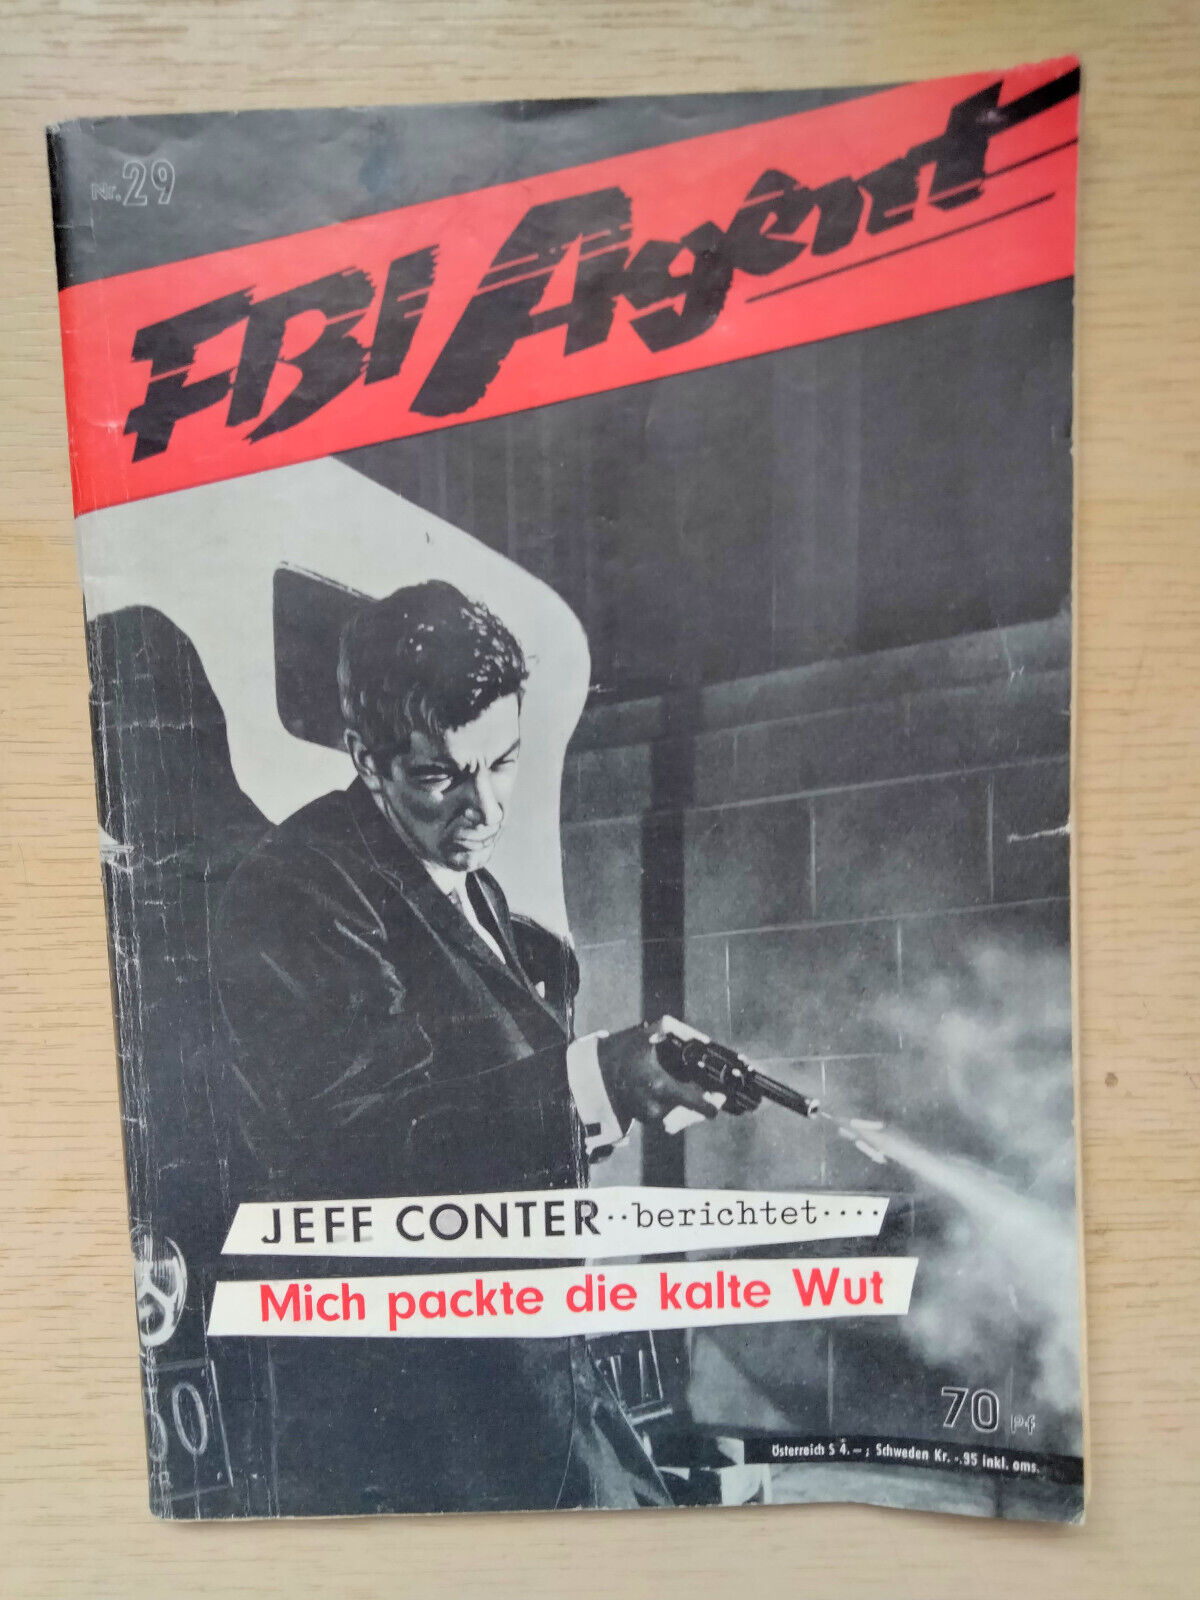 Nr. 29
FBI Agent
JEFF CONTER ..berichtet....
Mich packte die kalte Wut
50
70 Pf
Österreich S 4. – ; Schweden Kr. -.95 inkl. oms.